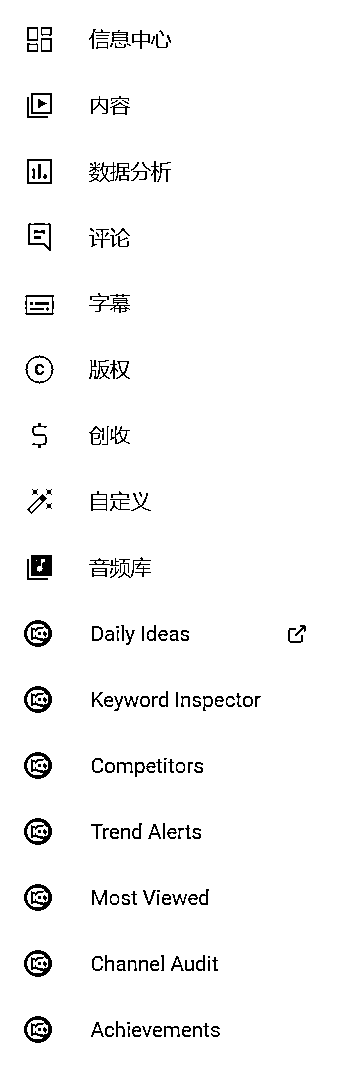 信息中心
内容
数据分析
评论
字幕
版权
创收
自定义
音频库
Daily Ideas
Keyword Inspector
Competitors
Trend Alerts
Most Viewed
Channel Audit
Achievements